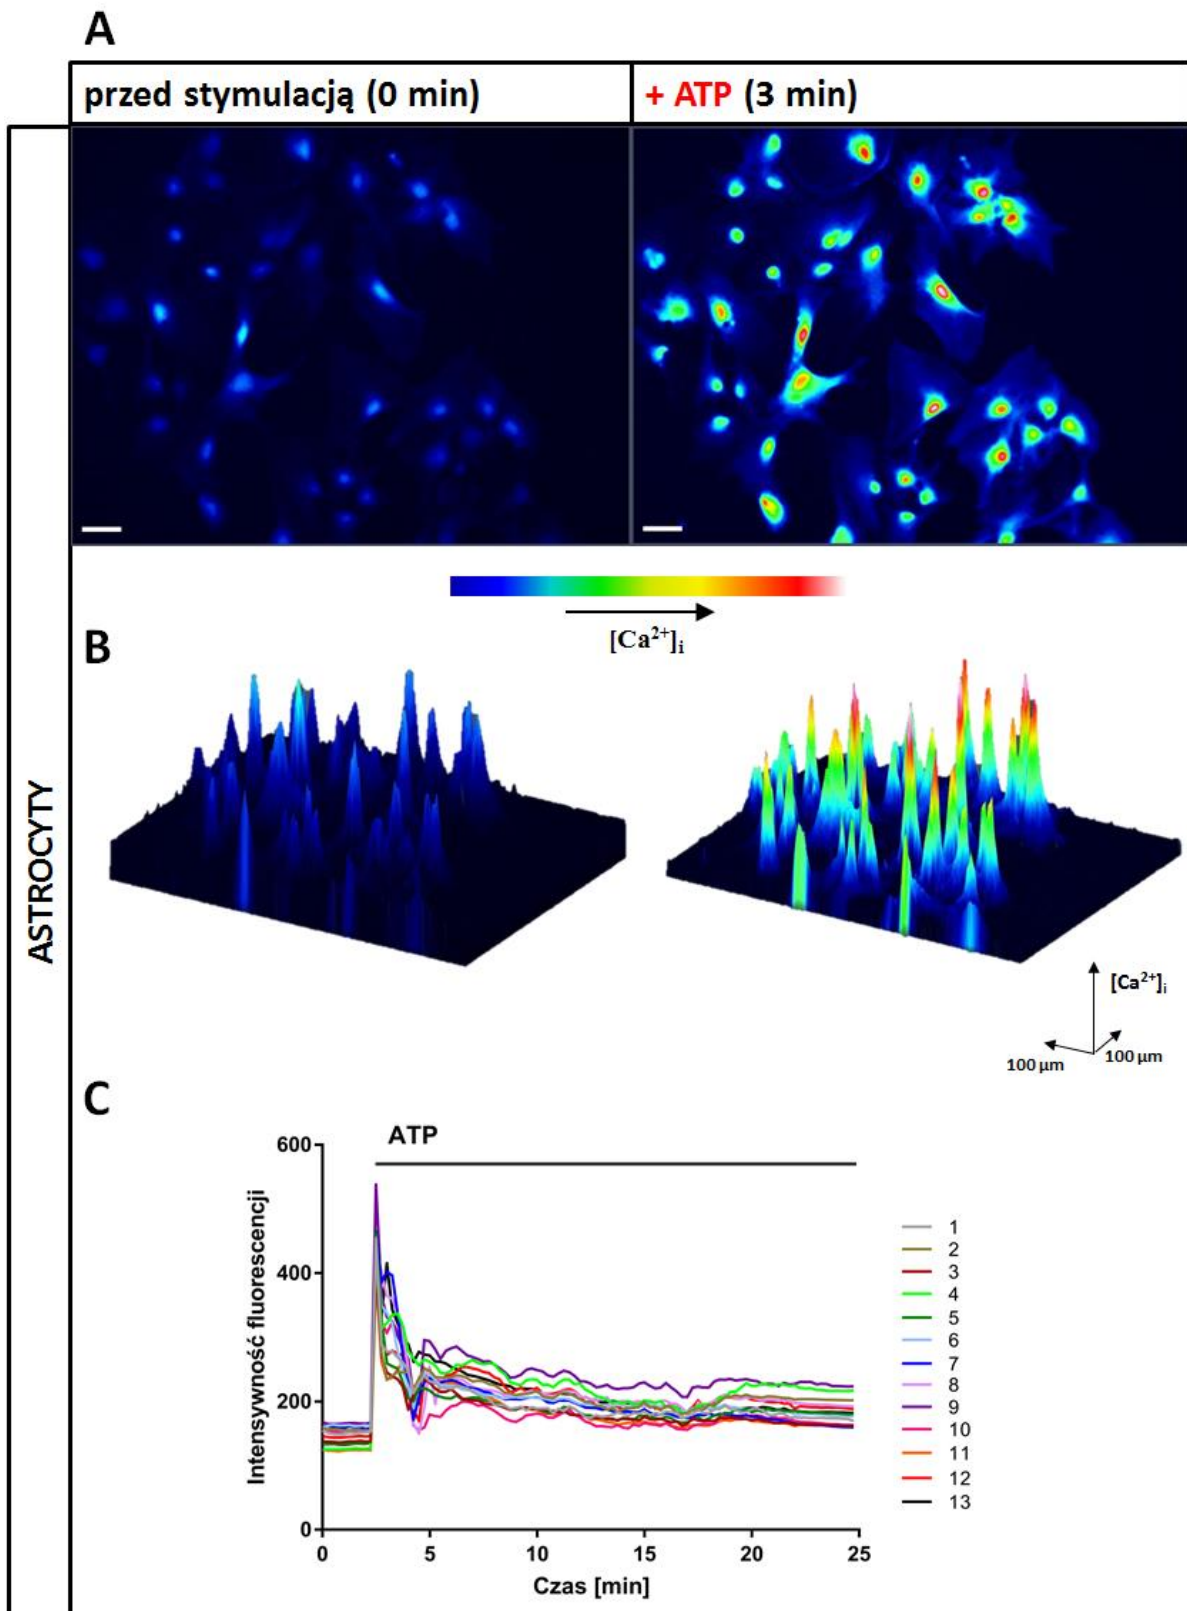 A
przed stymulacją (0 min)
+ ATP (3 min)
ASTROCYTY
[Ca²⁺]ᵢ
B
[Ca²⁺]ᵢ
100 µm
100 µm
C
ATP
Intensywność fluorescencji
600
400
200
0
0 5 10 15 20 25
Czas [min]
1
2
3
4
5
6
7
8
9
10
11
12
13